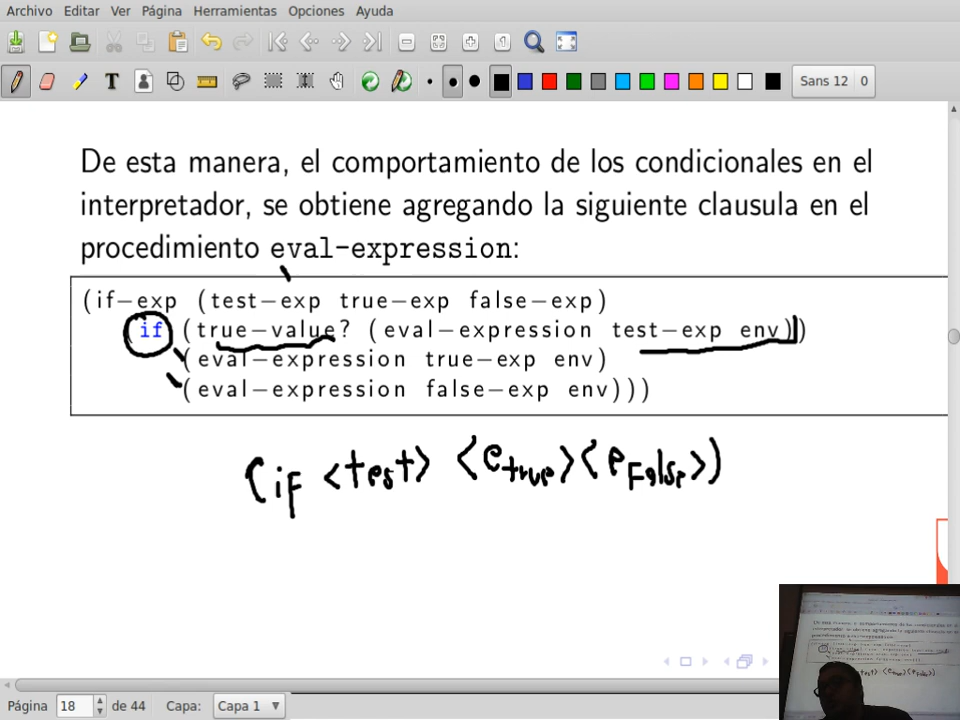 Archivo Editar Ver Página Herramientas Opciones Ayuda
Sans 12 0
De esta manera, el comportamiento de los condicionales en el
interpretador, se obtiene agregando la siguiente clausula en el
procedimiento eval-expression:
(if-exp (test-exp true-exp false-exp)
(if (true-value? (eval-expression test-exp env))
(eval-expression true-exp env)
(eval-expression false-exp env)))
(if <test> <e true> <e False>)
Página 18 de 44 Capa: Capa 1